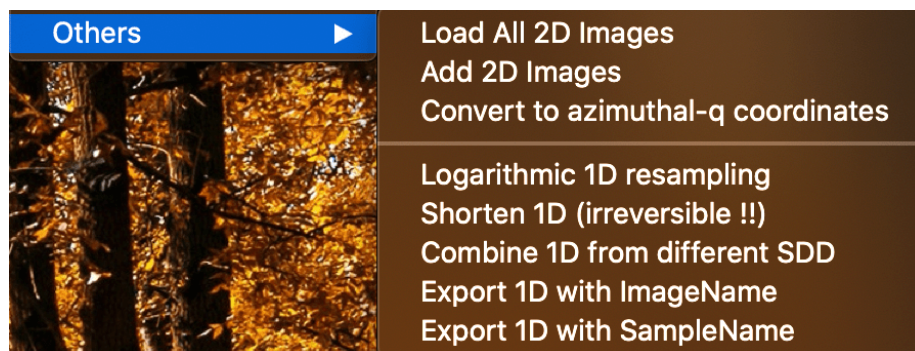 Others
Load All 2D Images
Add 2D Images
Convert to azimuthal-q coordinates
Logarithmic 1D resampling
Shorten 1D (irreversible !!)
Combine 1D from different SDD
Export 1D with ImageName
Export 1D with SampleName